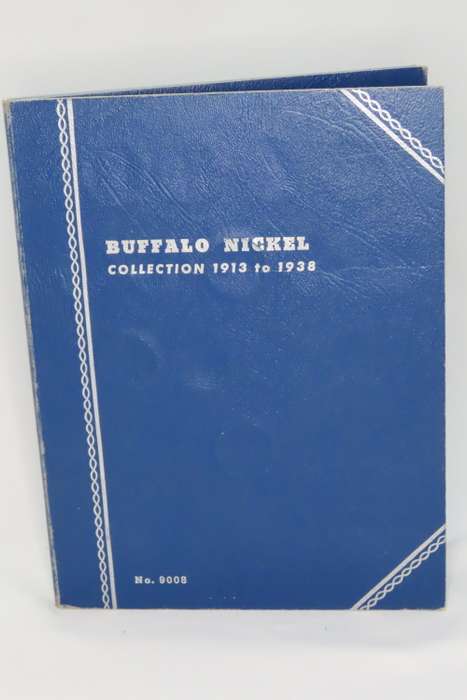 BUFFALO NICKEL
COLLECTION 1913 to 1938
No. 9008